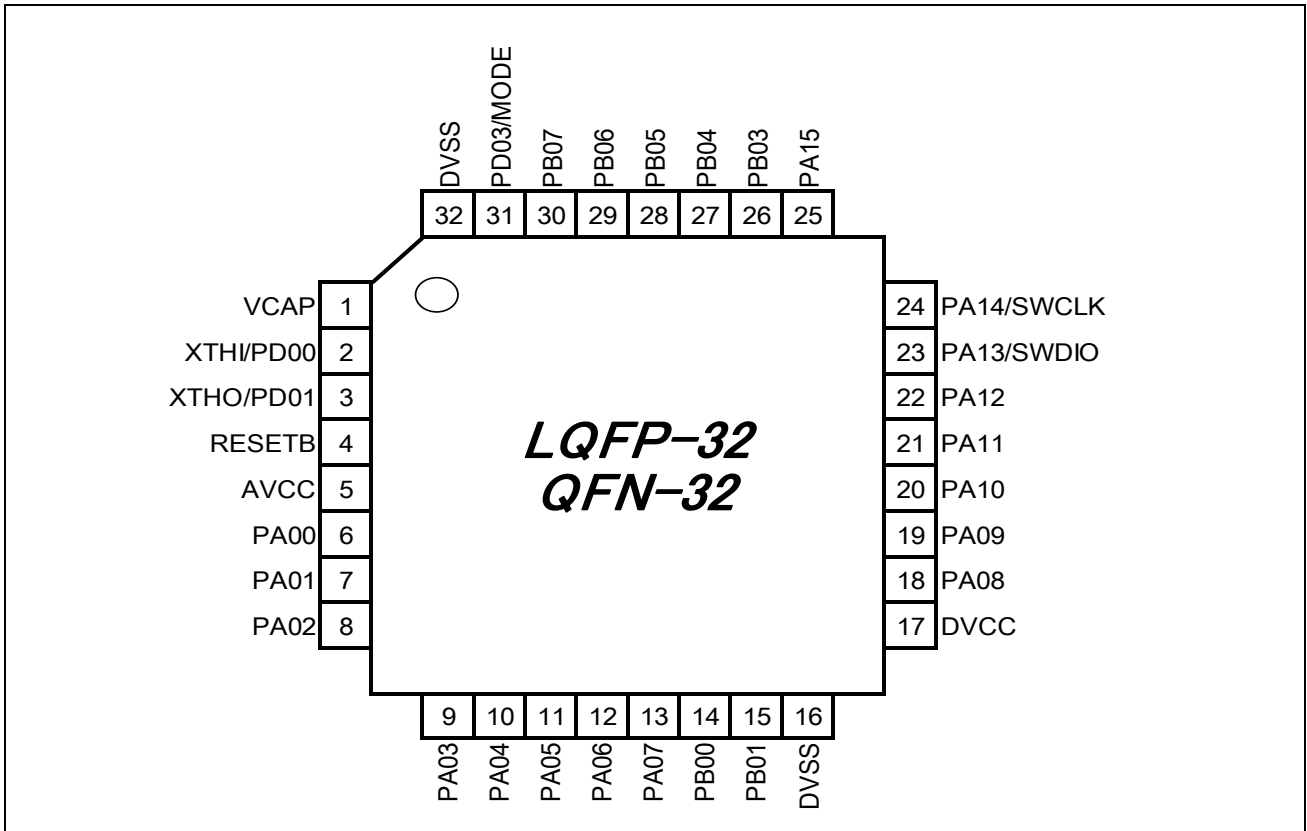 DVSS
PD03/MODE
PB07
PB06
PB05
PB04
PB03
PA15
32 31 30 29 28 27 26 25
VCAP 1
XTHI/PD00 2
XTHO/PD01 3
RESETB 4
AVCC 5
PA00 6
PA01 7
PA02 8
LQFP-32
QFN-32
24 PA14/SWCLK
23 PA13/SWDIO
22 PA12
21 PA11
20 PA10
19 PA09
18 PA08
17 DVCC
9 10 11 12 13 14 15 16
PA03
PA04
PA05
PA06
PA07
PB00
PB01
DVSS